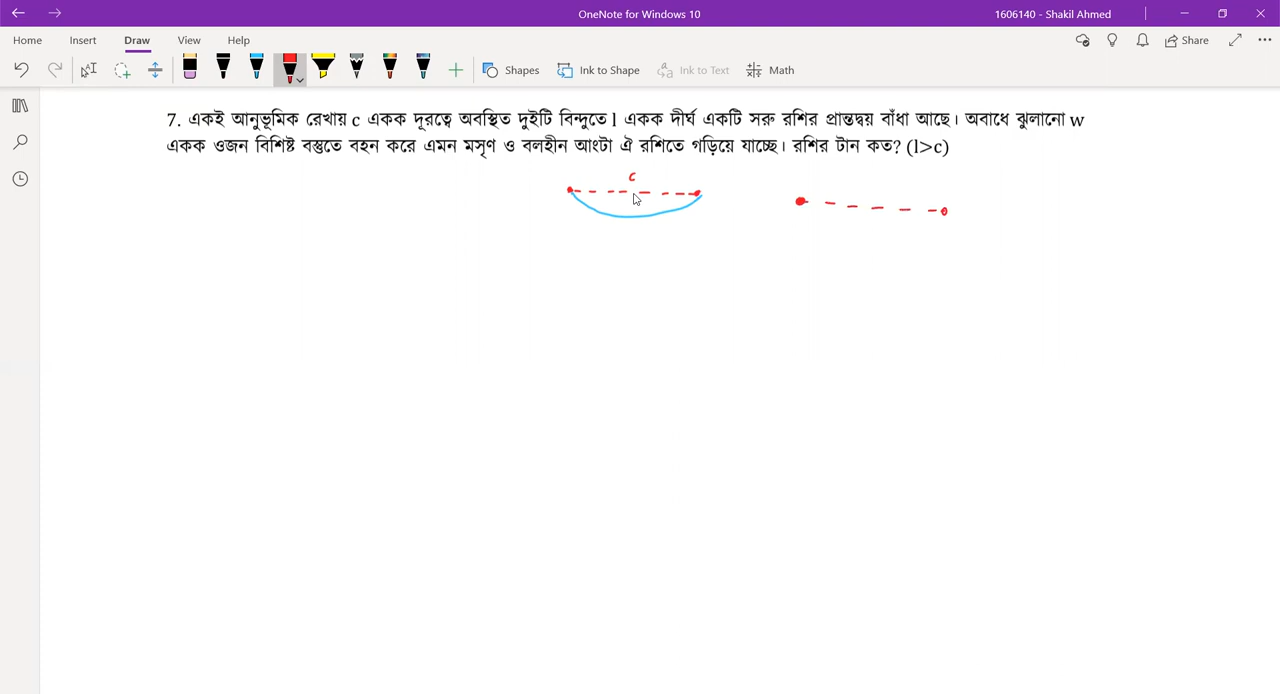 OneNote for Windows 10
1606140 - Shakil Ahmed
Home Insert Draw View Help
Share
Shapes Ink to Shape Ink to Text Math
7. একই আনুভূমিক রেখায় c একক দূরত্বে অবস্থিত দুইটি বিন্দুতে l একক দীর্ঘ একটি সরু রশির প্রান্তদ্বয় বাঁধা আছে। অবাধে ঝুলানো w
একক ওজন বিশিষ্ট বস্তুতে বহন করে এমন মসৃণ ও বলহীন আংটা ঐ রশিতে গড়িয়ে যাচ্ছে। রশির টান কত? (l>c)
c